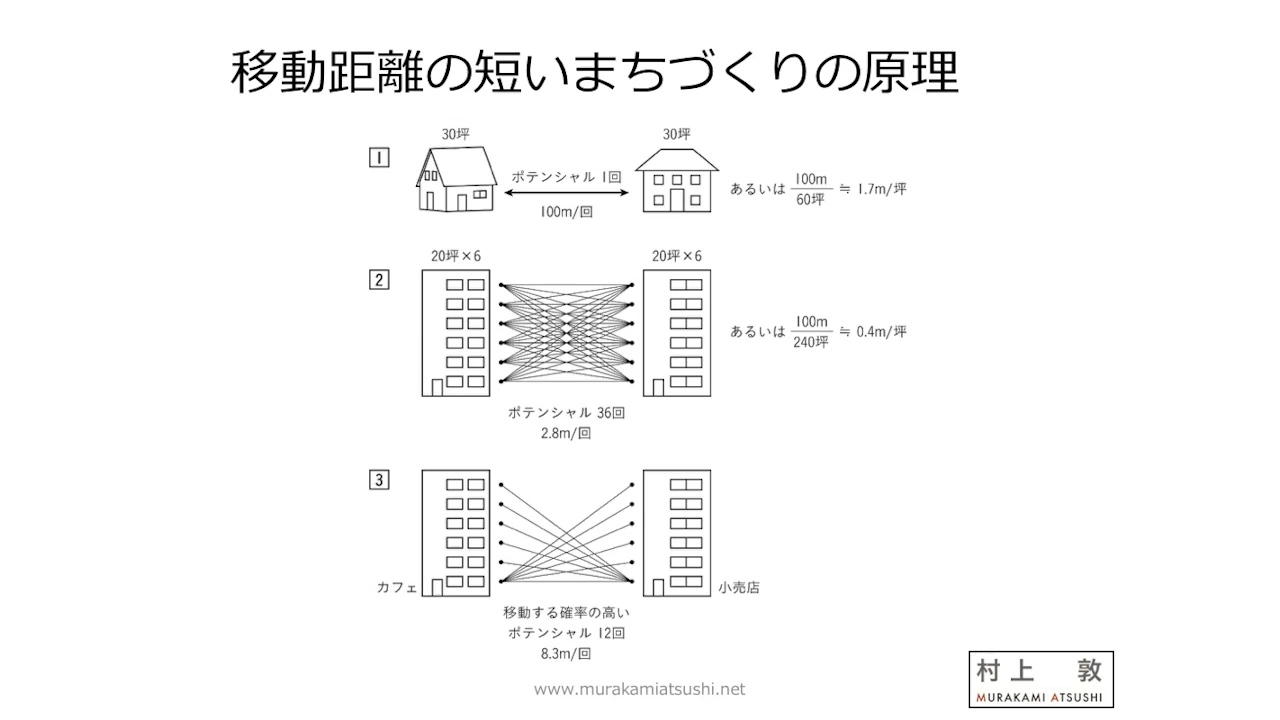 移動距離の短いまちづくりの原理
1
30坪
30坪
ポテンシャル 1回
100m/回
あるいは 100m/60坪 ≒ 1.7m/坪
2
20坪×6
20坪×6
あるいは 100m/240坪 ≒ 0.4m/坪
ポテンシャル 36回
2.8m/回
3
カフェ
小売店
移動する確率の高い
ポテンシャル 12回
8.3m/回
www.murakamiatsushi.net
村上 敦
MURAKAMI ATSUSHI